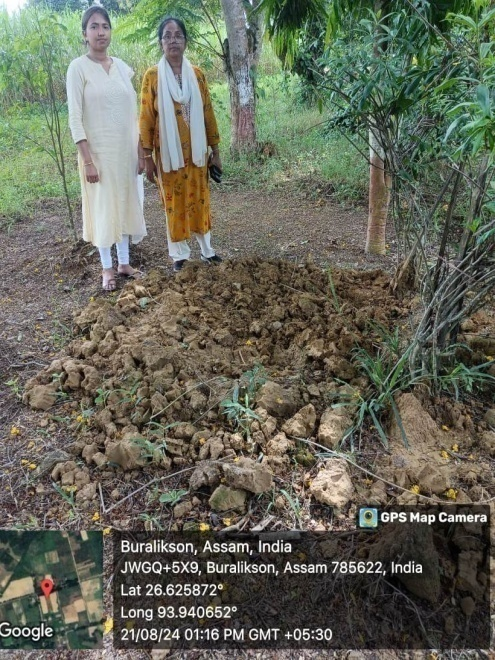 GPS Map Camera
Buralikson, Assam, India
JWGQ+5X9, Buralikson, Assam 785622, India
Lat 26.625872°
Long 93.940652°
21/08/24 01:16 PM GMT +05:30
Google